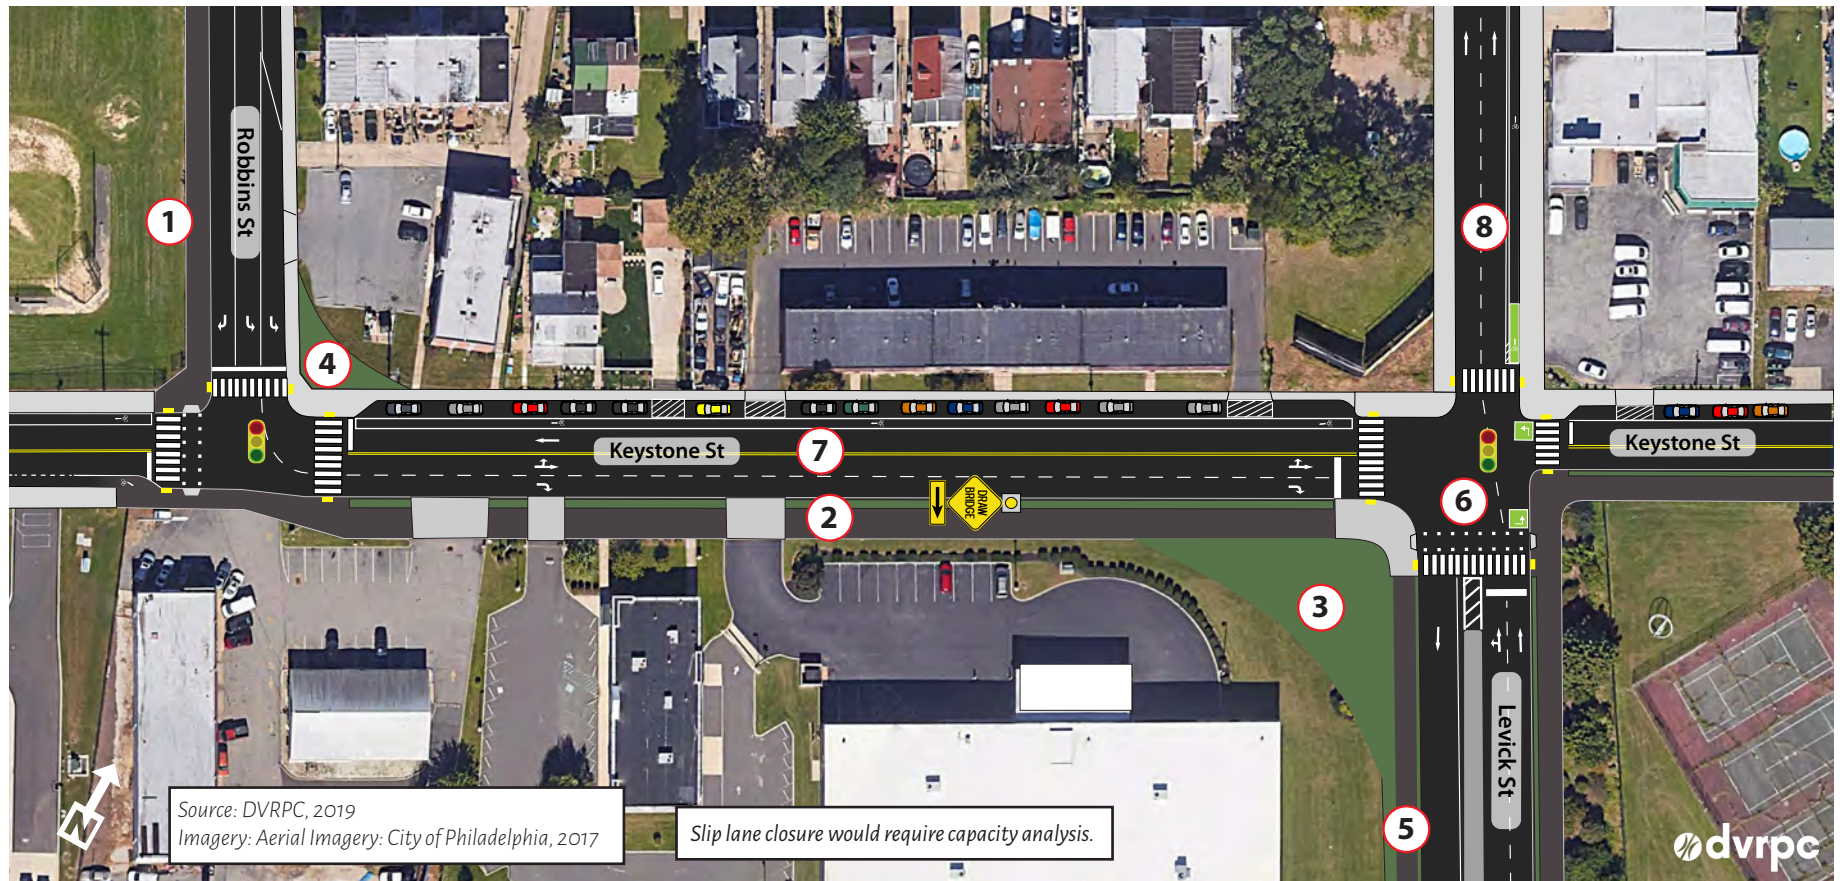 Robbins St
1
8
4
Keystone St
7
Keystone St
DRAW
BRIDGE
2
6
3
Levick St
5
N
Source: DVRPC, 2019
Imagery: Aerial Imagery: City of Philadelphia, 2017
Slip lane closure would require capacity analysis.
dvrpc